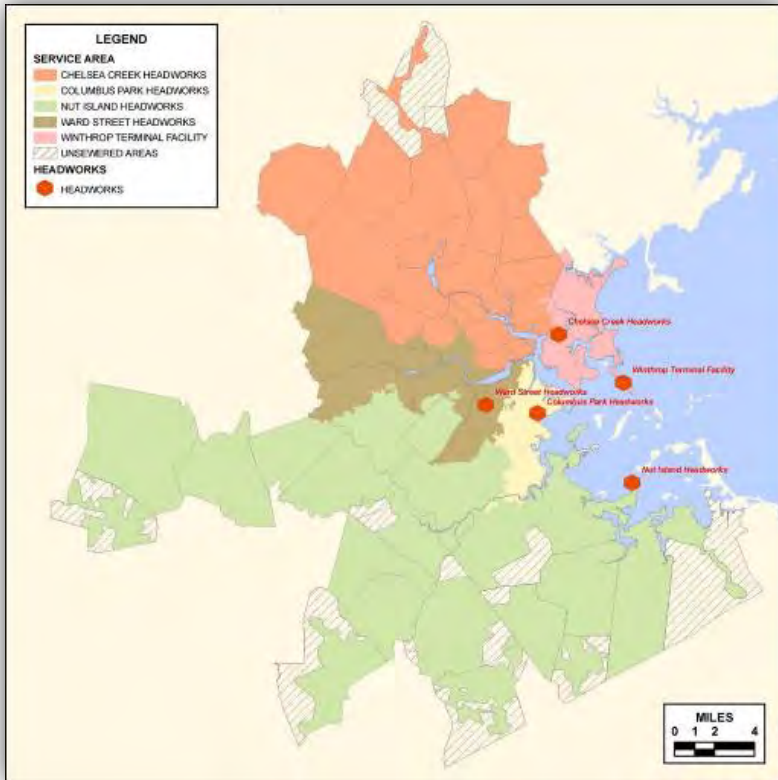 LEGEND
SERVICE AREA
CHELSEA CREEK HEADWORKS
COLUMBUS PARK HEADWORKS
NUT ISLAND HEADWORKS
WARD STREET HEADWORKS
WINTHROP TERMINAL FACILITY
UNSEWERED AREAS
HEADWORKS
HEADWORKS
Chelsea Creek Headworks
Winthrop Terminal Facility
Ward Street Headworks
Columbus Park Headworks
Nut Island Headworks
MILES
0 1 2 4